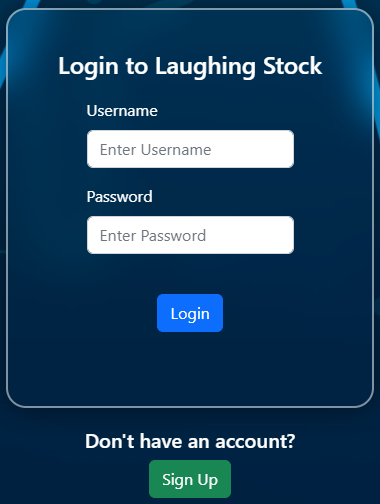 Login to Laughing Stock
Username
Enter Username
Password
Enter Password
Login
Don't have an account?
Sign Up